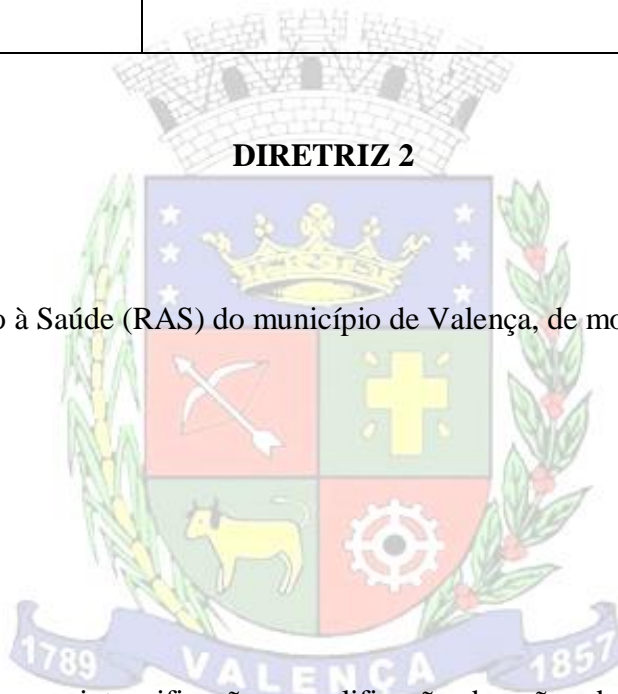 DIRETRIZ 2
o à Saúde (RAS) do município de Valença, de mo
1789 VALENÇA 1857